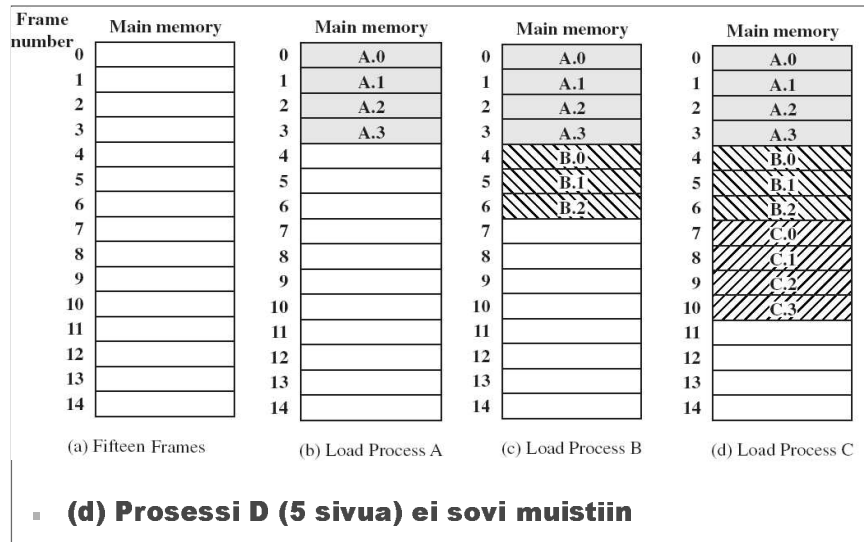 Frame number
Main memory
0
1
2
3
4
5
6
7
8
9
10
11
12
13
14
(a) Fifteen Frames
Main memory
0 A.0
1 A.1
2 A.2
3 A.3
4
5
6
7
8
9
10
11
12
13
14
(b) Load Process A
Main memory
0 A.0
1 A.1
2 A.2
3 A.3
4 B.0
5 B.1
6 B.2
7
8
9
10
11
12
13
14
(c) Load Process B
Main memory
0 A.0
1 A.1
2 A.2
3 A.3
4 B.0
5 B.1
6 B.2
7 C.0
8 C.1
9 C.2
10 C.3
11
12
13
14
(d) Load Process C
(d) Prosessi D (5 sivua) ei sovi muistiin